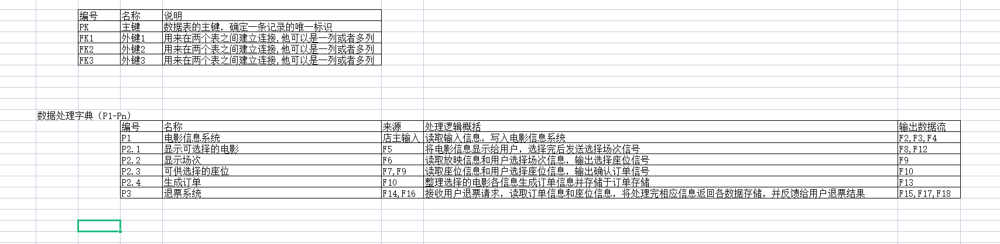 编号 名称 说明
PK 主键 数据表的主键，确定一条记录的唯一标识
FK1 外键1 用来在两个表之间建立连接,他可以是一列或者多列
FK2 外键2 用来在两个表之间建立连接,他可以是一列或者多列
FK3 外键3 用来在两个表之间建立连接,他可以是一列或者多列
数据处理字典（P1-Pn）
编号 名称 来源 处理逻辑概括 输出数据流
P1 电影信息系统 店主输入 读取输入信息，写入电影信息系统 F2,F3,F4
P2.1 显示可选择的电影 F5 将电影信息显示给用户，选择完后发送选择场次信号 F8,F12
P2.2 显示场次 F6 读取放映信息和用户选择场次信息，输出选择座位信号 F9
P2.3 可供选择的座位 F7,F9 读取座位信息和用户选择座位信息，输出确认订单信号 F10
P2.4 生成订单 F10 整理选择的电影各信息生成订单信息并存储于订单存储 F13
P3 退票系统 F14,F16 接收用户退票请求，读取订单信息和座位信息，将处理完相应信息返回各数据存储，并反馈给用户退票结果 F15,F17,F18